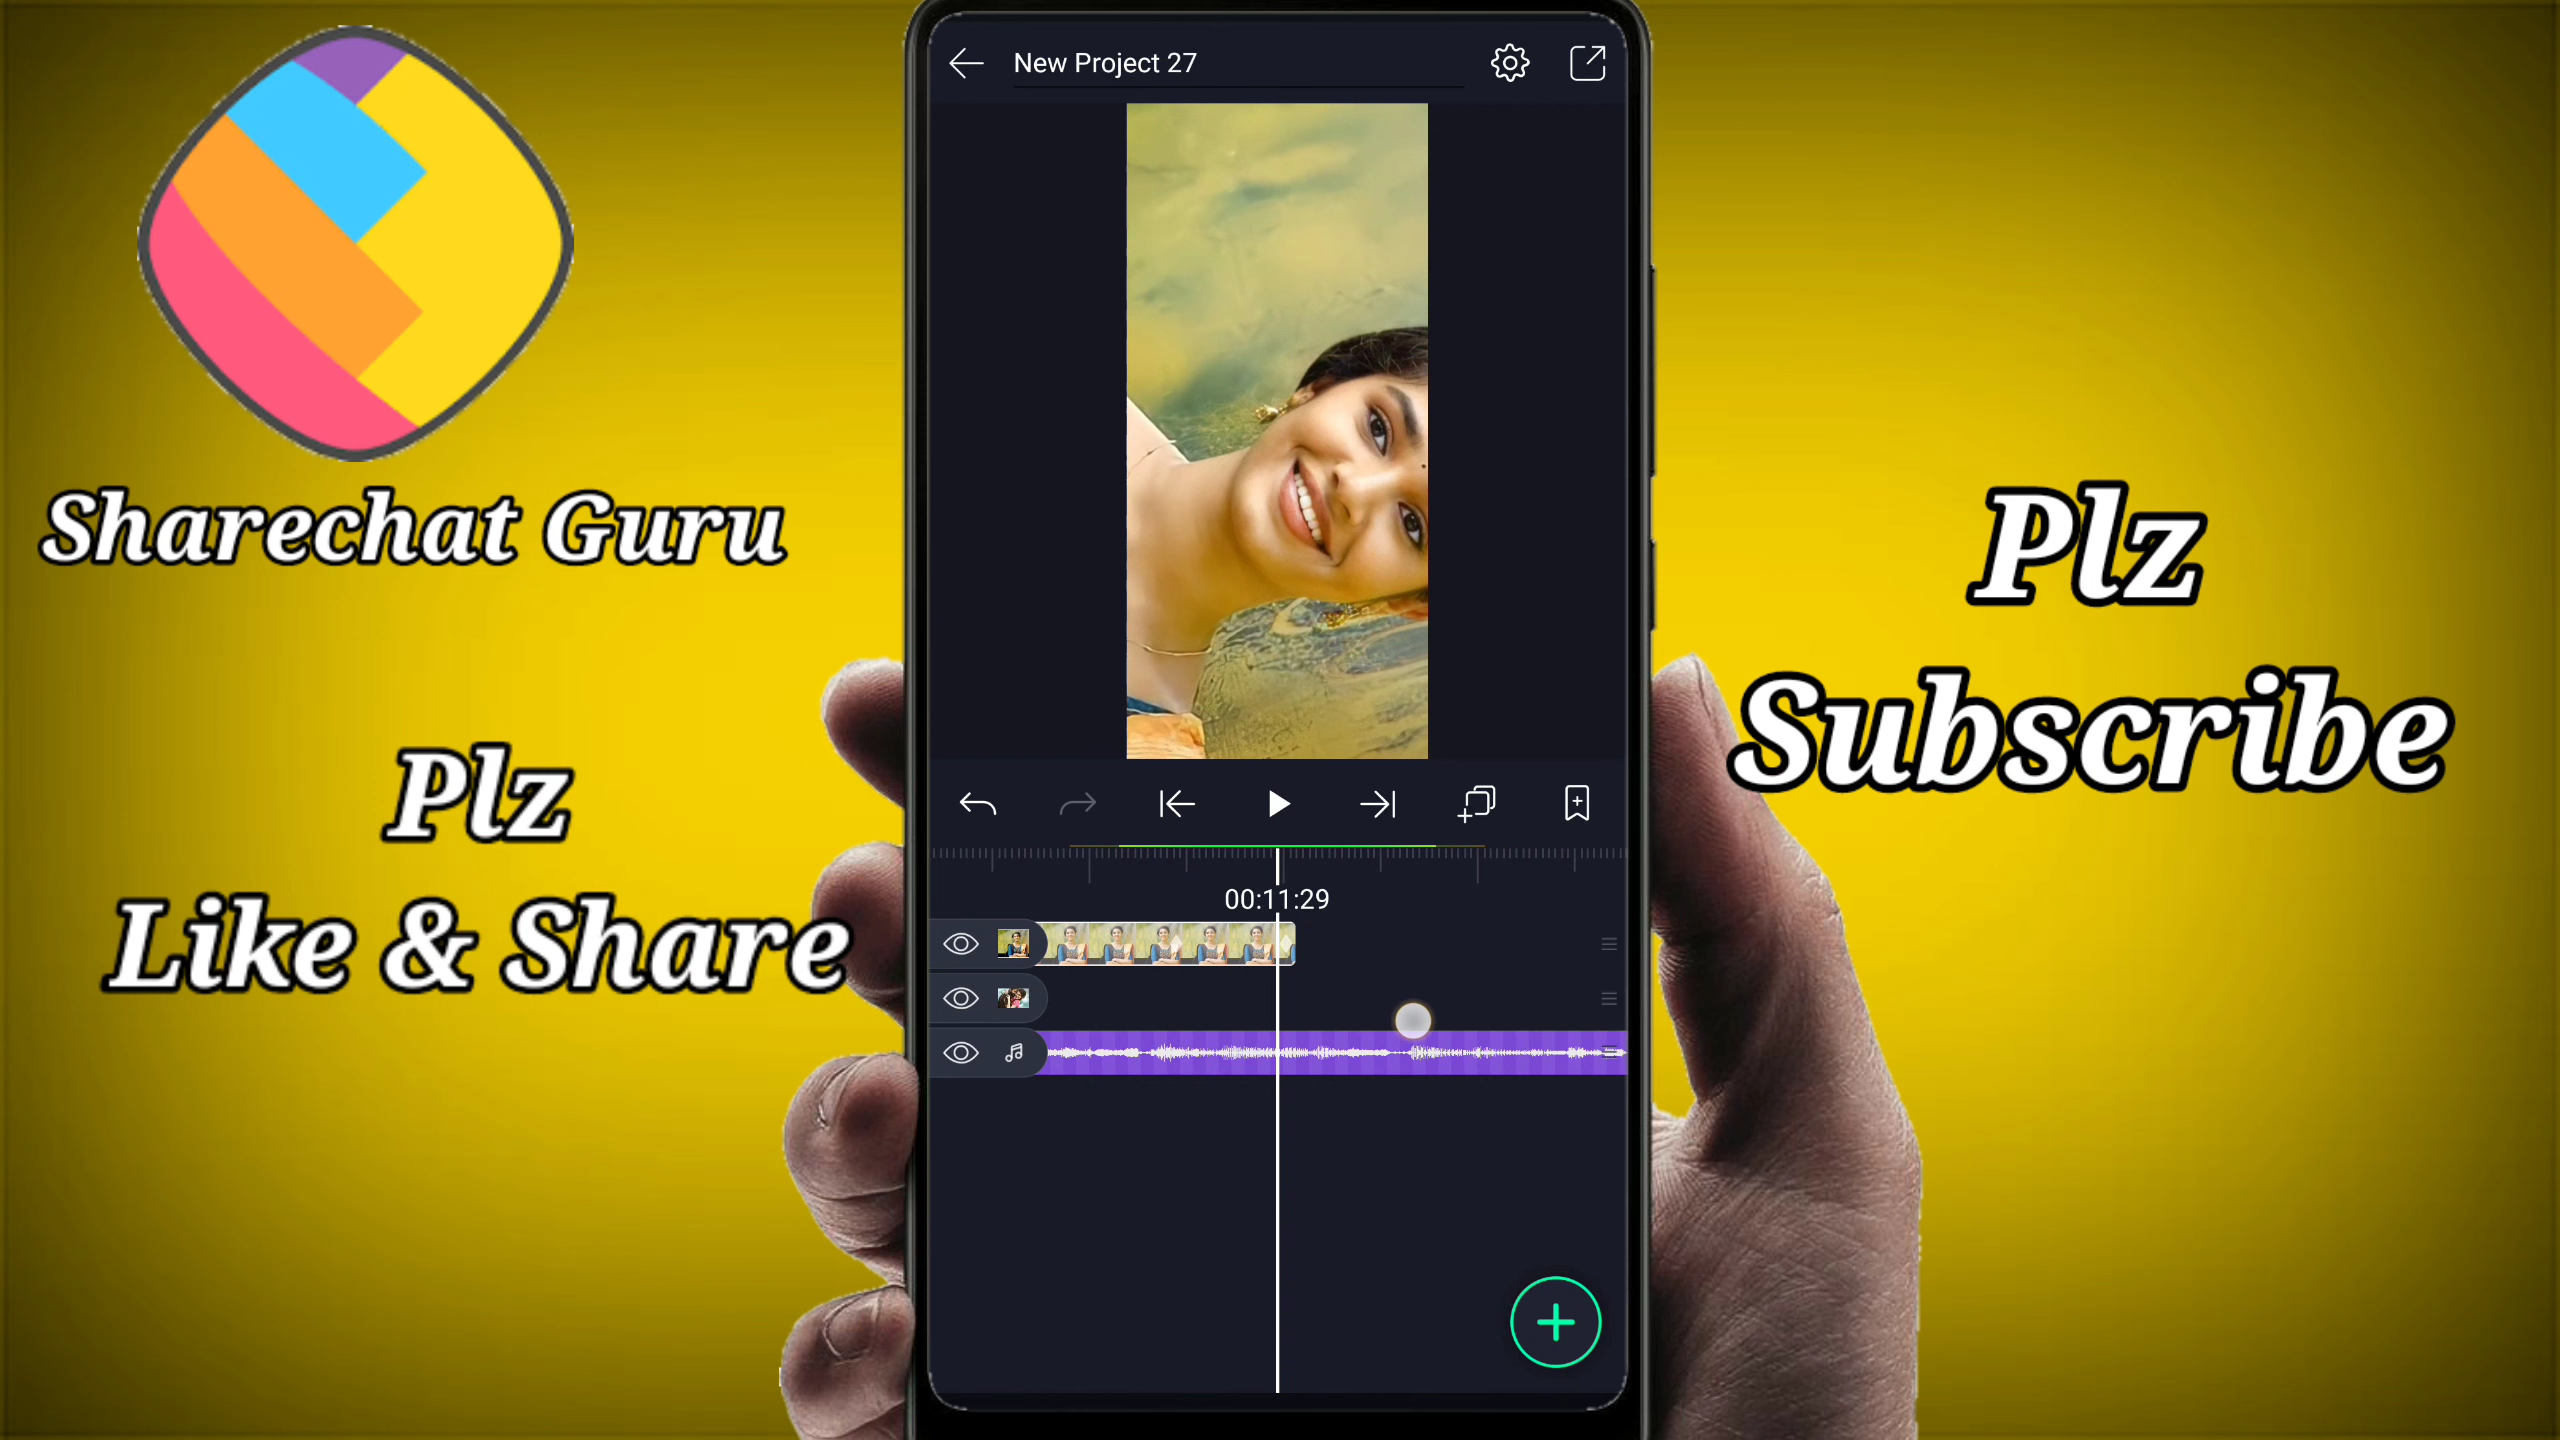 New Project 27
Sharechat Guru
Plz
Like & Share
Plz
Subscribe
00:11:29